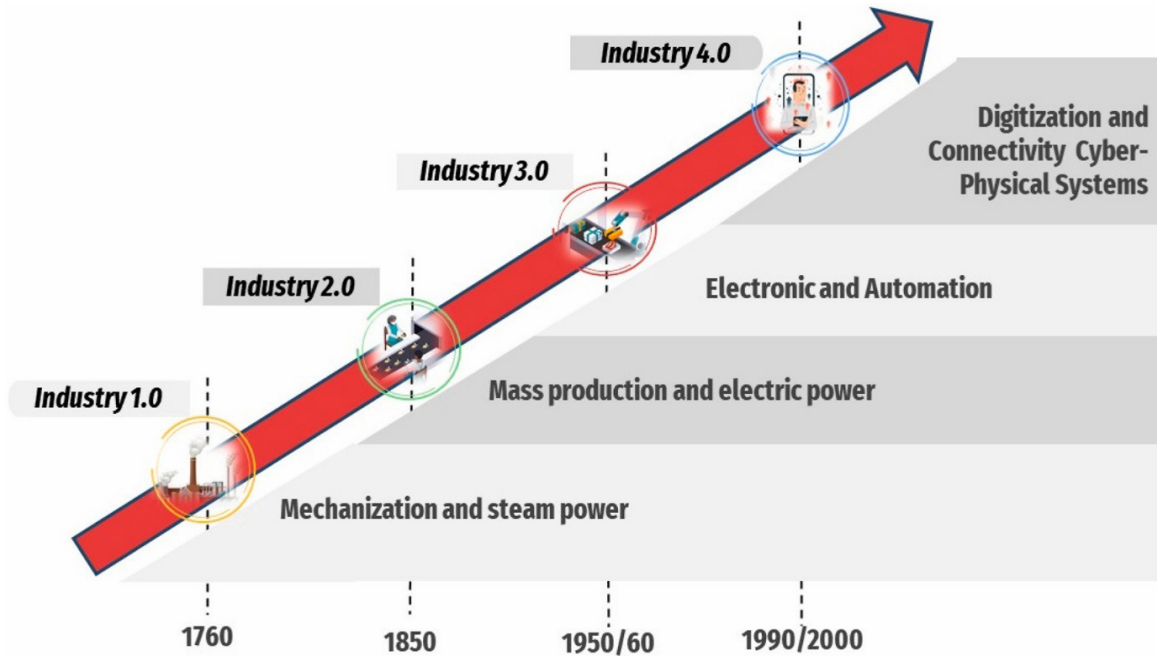 Industry 4.0
Digitization and
Connectivity Cyber-
Physical Systems
Industry 3.0
Electronic and Automation
Industry 2.0
Mass production and electric power
Industry 1.0
Mechanization and steam power
1760
1850
1950/60
1990/2000